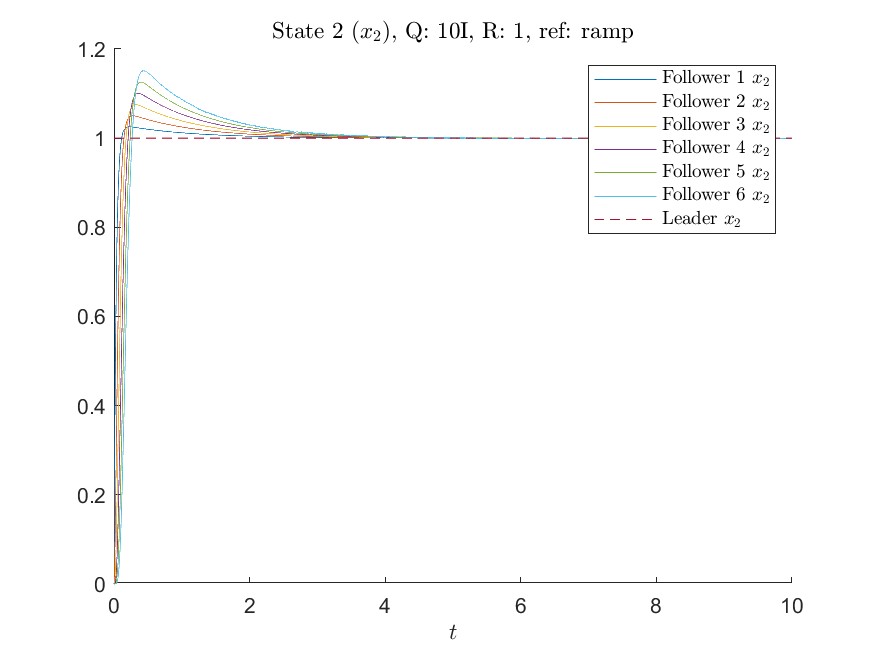 State 2 (x₂), Q: 10I, R: 1, ref: ramp
1.2
1
0.8
0.6
0.4
0.2
0
0 2 4 6 8 10
t
Follower 1 x₂
Follower 2 x₂
Follower 3 x₂
Follower 4 x₂
Follower 5 x₂
Follower 6 x₂
Leader x₂